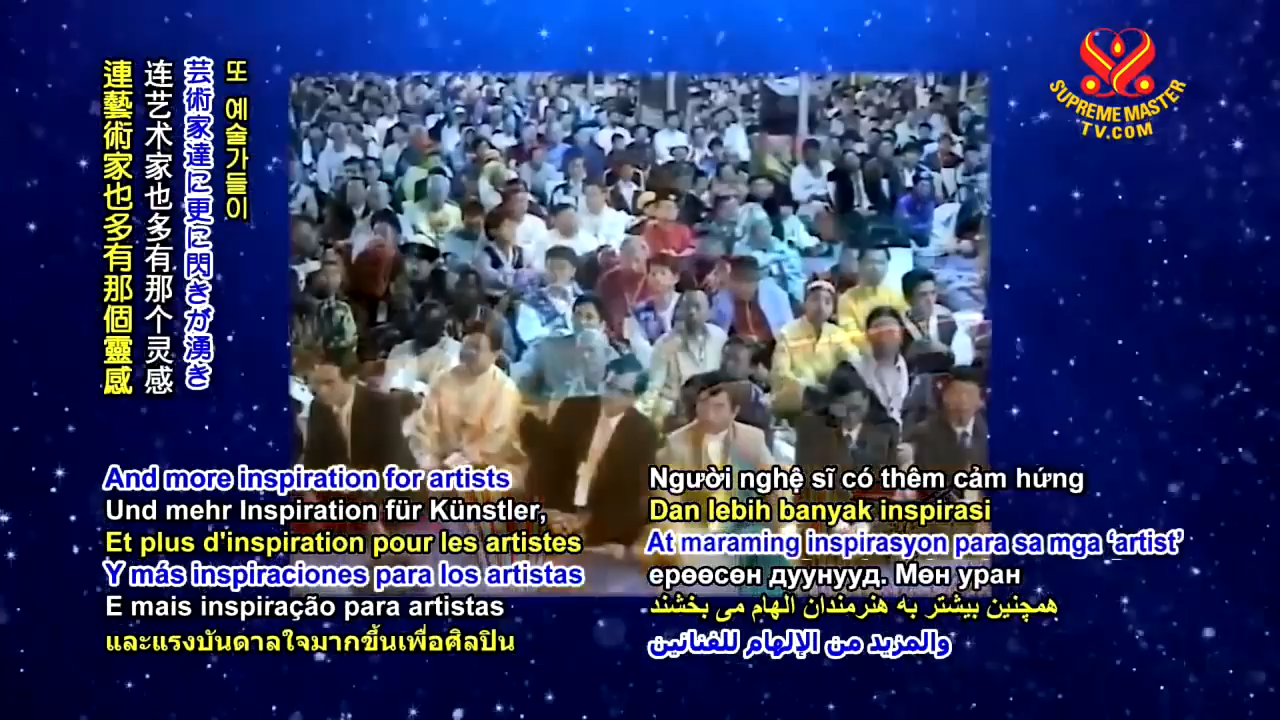 또 예술가들이
芸術家達に更に閃きが湧き
连艺术家也多有那个灵感
連藝術家也多有那個靈感
SUPREME MASTER
TV.COM
And more inspiration for artists
Und mehr Inspiration für Künstler,
Et plus d'inspiration pour les artistes
Y más inspiraciones para los artistas
E mais inspiração para artistas
และแรงบันดาลใจมากขึ้นเพื่อศิลปิน
Người nghệ sĩ có thêm cảm hứng
Dan lebih banyak inspirasi
At maraming inspirasyon para sa mga ‘artist’
ерөөсөн дуунууд. Мөн уран
همچنین بیشتر به هنرمندان الهام می بخشند
والمزيد من الإلهام للفنانين